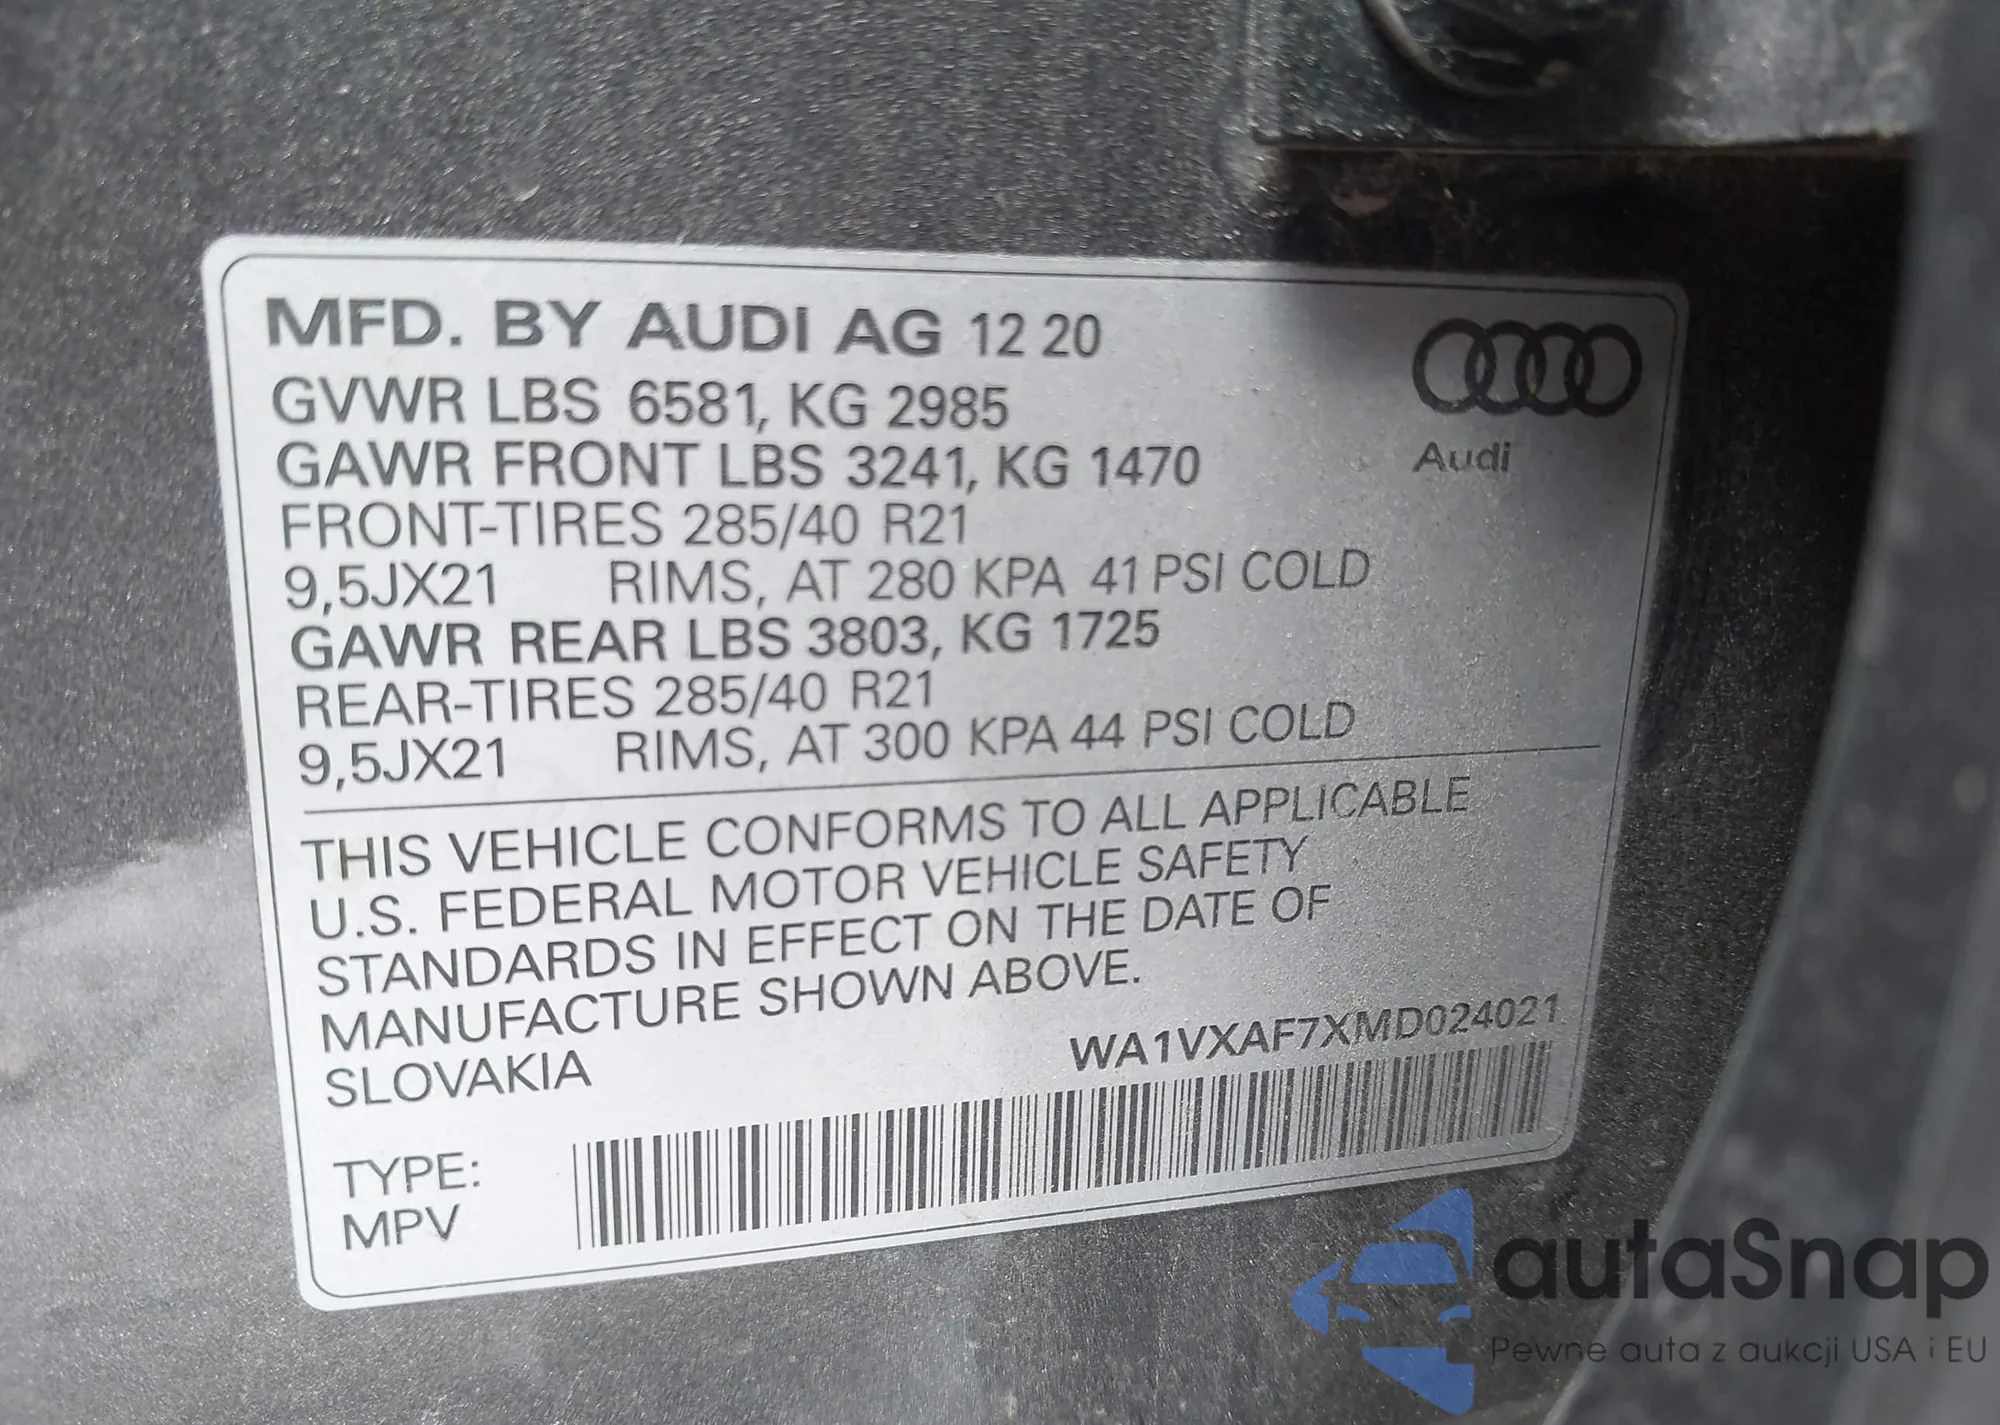 MFD. BY AUDI AG 12 20
GVWR LBS 6581, KG 2985
GAWR FRONT LBS 3241, KG 1470
FRONT-TIRES 285/40 R21
9,5JX21 RIMS, AT 280 KPA 41 PSI COLD
GAWR REAR LBS 3803, KG 1725
REAR-TIRES 285/40 R21
9,5JX21 RIMS, AT 300 KPA 44 PSI COLD
Audi
THIS VEHICLE CONFORMS TO ALL APPLICABLE
U.S. FEDERAL MOTOR VEHICLE SAFETY
STANDARDS IN EFFECT ON THE DATE OF
MANUFACTURE SHOWN ABOVE.
SLOVAKIA
WA1VXAF7XMD024021
TYPE:
MPV
autaSnap
Pewne auta z aukcji USA i EU